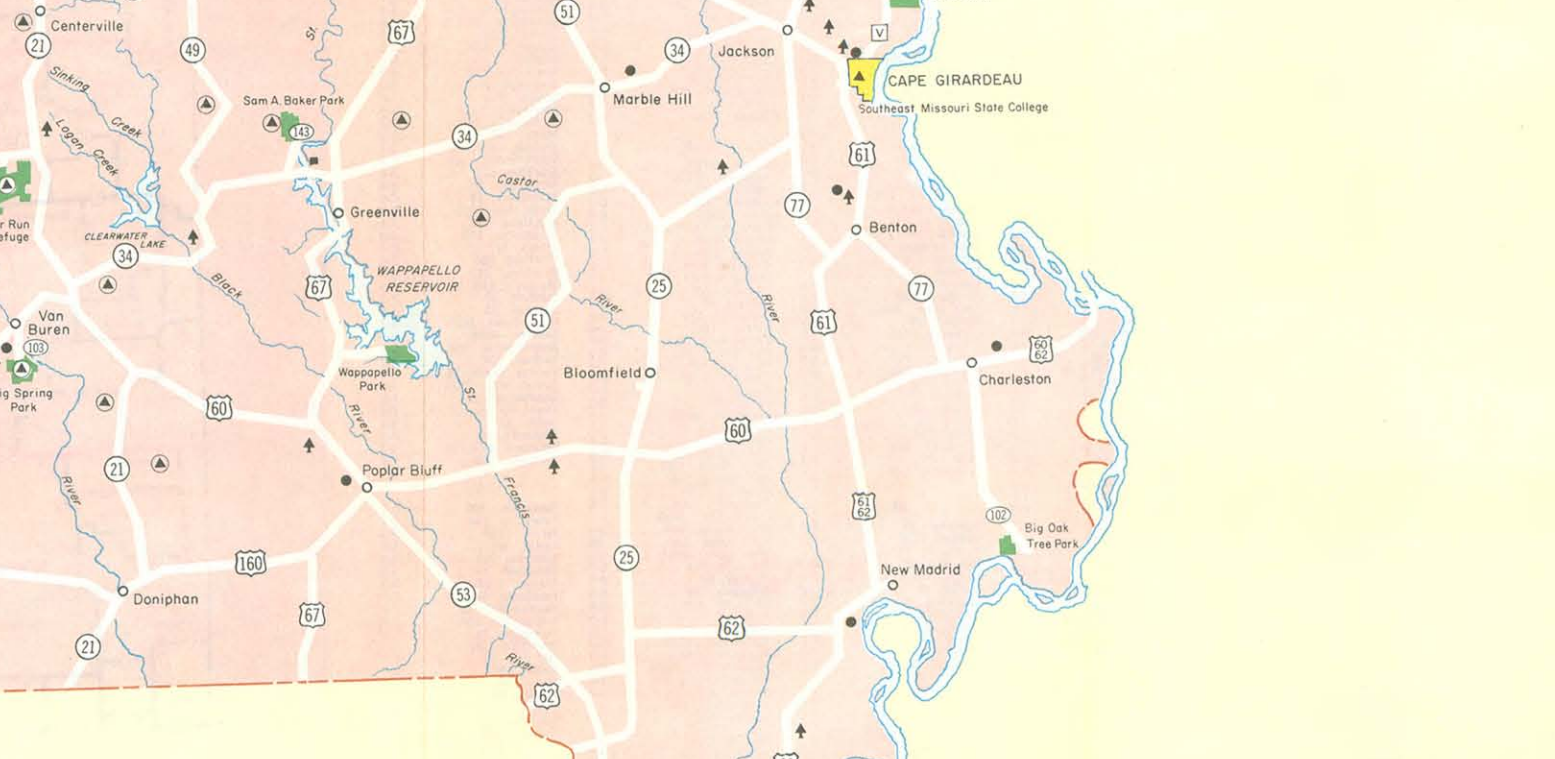 51
Centerville
67
V
21
49
St.
34
Jackson
Sinking
CAPE GIRARDEAU
Marble Hill
Sam A. Baker Park
Southeast Missouri State College
Creek
143
Logan
Creek
34
61
Castor
77
Greenville
r Run
efuge
CLEARWATER
LAKE
Benton
34
WAPPAPELLO
RESERVOIR
Black
67
25
77
River
River
Van
Buren
51
61
103
60
62
Wappapello
Park
Bloomfield
Charleston
ig Spring
Park
St.
60
River
60
21
Poplar Bluff
River
Francis
61
62
102
Big Oak
Tree Park
160
25
New Madrid
Doniphan
53
67
62
21
River
62